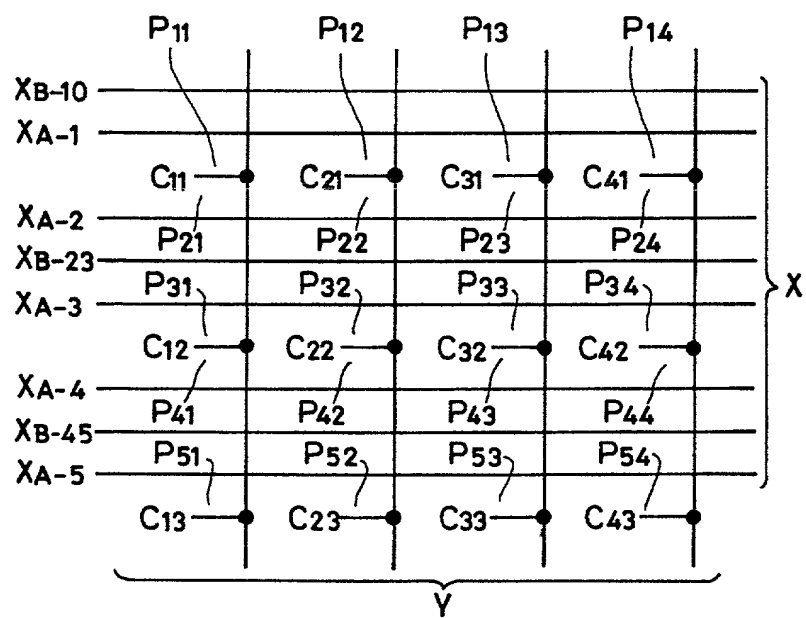 P11 P12 P13 P14
XB-10
XA-1
C11 C21 C31 C41
XA-2
P21 P22 P23 P24
XB-23
P31 P32 P33 P34
X
XA-3
C12 C22 C32 C42
XA-4
P41 P42 P43 P44
XB-45
P51 P52 P53 P54
XA-5
C13 C23 C33 C43
Y